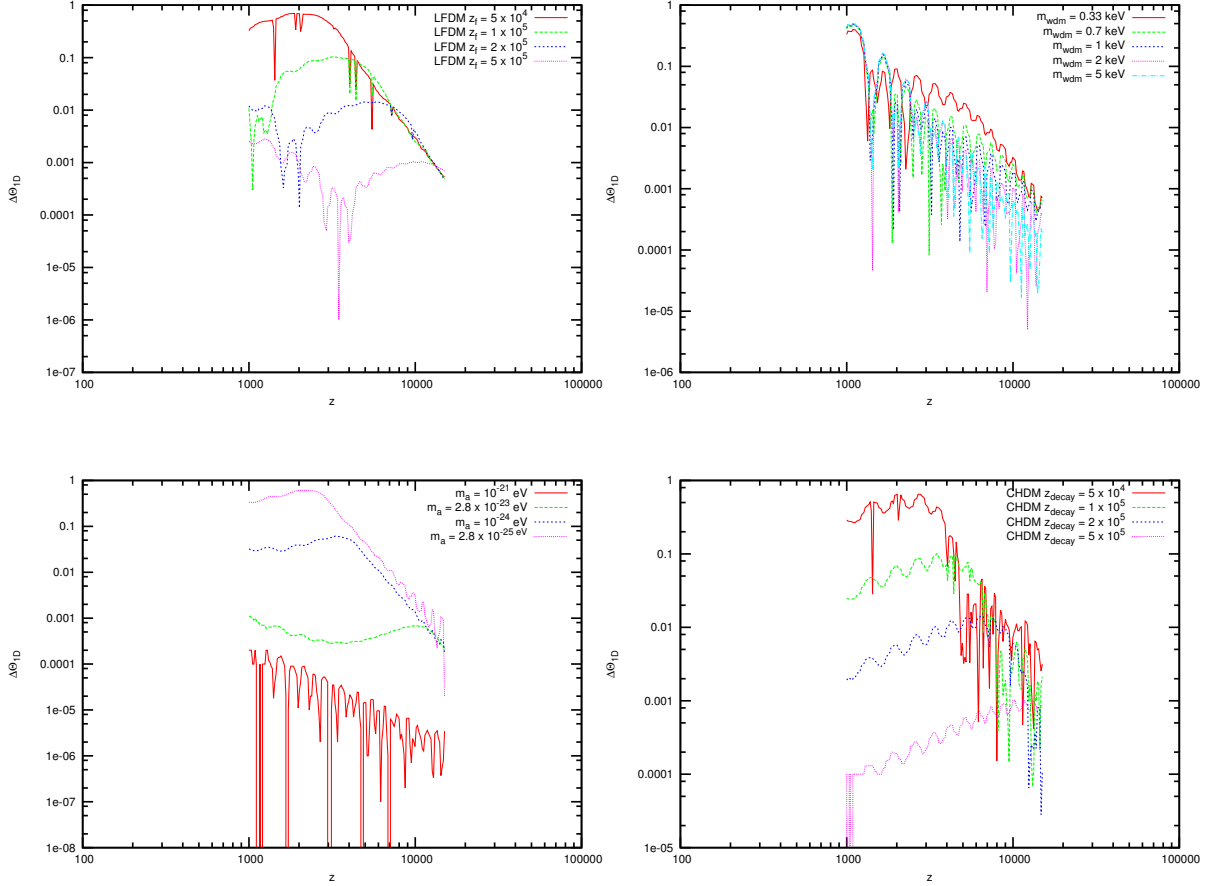 LFDM z_f = 5 x 10^4
LFDM z_f = 1 x 10^5
LFDM z_f = 2 x 10^5
LFDM z_f = 5 x 10^5
1
0.1
0.01
0.001
0.0001
1e-05
1e-06
1e-07
ΔΘ_1D
100 1000 10000 100000
z
m_wdm = 0.33 keV
m_wdm = 0.7 keV
m_wdm = 1 keV
m_wdm = 2 keV
m_wdm = 5 keV
1
0.1
0.01
0.001
0.0001
1e-05
1e-06
ΔΘ_1D
100 1000 10000 100000
z
m_a = 10^-21 eV
m_a = 2.8 x 10^-23 eV
m_a = 10^-24 eV
m_a = 2.8 x 10^-25 eV
1
0.1
0.01
0.001
0.0001
1e-05
1e-06
1e-07
1e-08
ΔΘ_1D
100 1000 10000 100000
z
CHDM z_decay = 5 x 10^4
CHDM z_decay = 1 x 10^5
CHDM z_decay = 2 x 10^5
CHDM z_decay = 5 x 10^5
1
0.1
0.01
0.001
0.0001
1e-05
ΔΘ_1D
100 1000 10000 100000
z